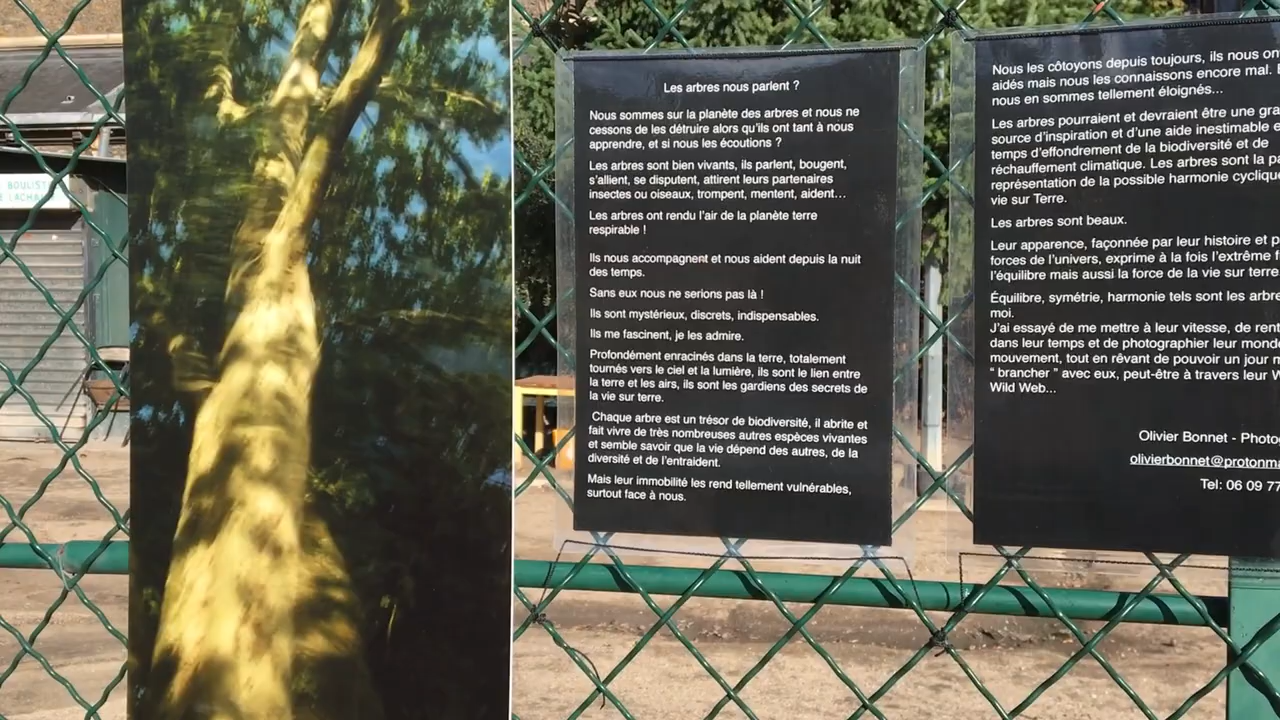 BOULIST
LACHA
Les arbres nous parlent ?
Nous sommes sur la planète des arbres et nous ne
cessons de les détruire alors qu'ils ont tant à nous
apprendre, et si nous les écoutions ?
Les arbres sont bien vivants, ils parlent, bougent,
s'allient, se disputent, attirent leurs partenaires
insectes ou oiseaux, trompent, mentent, aident…
Les arbres ont rendu l'air de la planète terre
respirable !
Ils nous accompagnent et nous aident depuis la nuit
des temps.
Sans eux nous ne serions pas là !
Ils sont mystérieux, discrets, indispensables.
Ils me fascinent, je les admire.
Profondément enracinés dans la terre, totalement
tournés vers le ciel et la lumière, ils sont le lien entre
la terre et les airs, ils sont les gardiens des secrets de
la vie sur terre.
Chaque arbre est un trésor de biodiversité, il abrite et
fait vivre de très nombreuses autres espèces vivantes
et semble savoir que la vie dépend des autres, de la
diversité et de l'entraident.
Mais leur immobilité les rend tellement vulnérables,
surtout face à nous.
Nous les côtoyons depuis toujours, ils nous on
aidés mais nous les connaissons encore mal.
nous en sommes tellement éloignés…
Les arbres pourraient et devraient être une gra
source d'inspiration et d'une aide inestimable e
temps d'effondrement de la biodiversité et de
réchauffement climatique. Les arbres sont la pa
représentation de la possible harmonie cyclique
vie sur Terre.
Les arbres sont beaux.
Leur apparence, façonnée par leur histoire et p
forces de l'univers, exprime à la fois l'extrême f
l'équilibre mais aussi la force de la vie sur terre
Équilibre, symétrie, harmonie tels sont les arbre
moi.
J'ai essayé de me mettre à leur vitesse, de ren
dans leur temps et de photographier leur monde
mouvement, tout en rêvant de pouvoir un jour m
“ brancher ” avec eux, peut-être à travers leur W
Wild Web…
Olivier Bonnet - Photog
olivierbonnet@protonma
Tel: 06 09 77